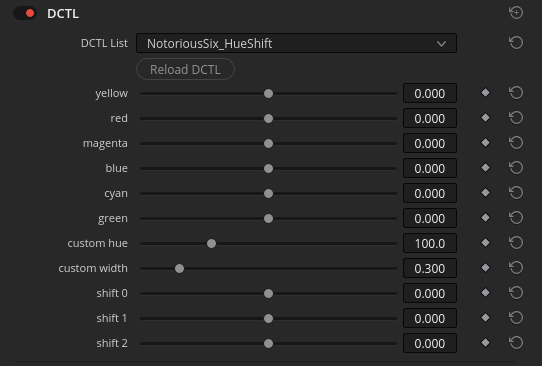 DCTL
DCTL List NotoriousSix_HueShift
Reload DCTL
yellow 0.000
red 0.000
magenta 0.000
blue 0.000
cyan 0.000
green 0.000
custom hue 100.0
custom width 0.300
shift 0 0.000
shift 1 0.000
shift 2 0.000